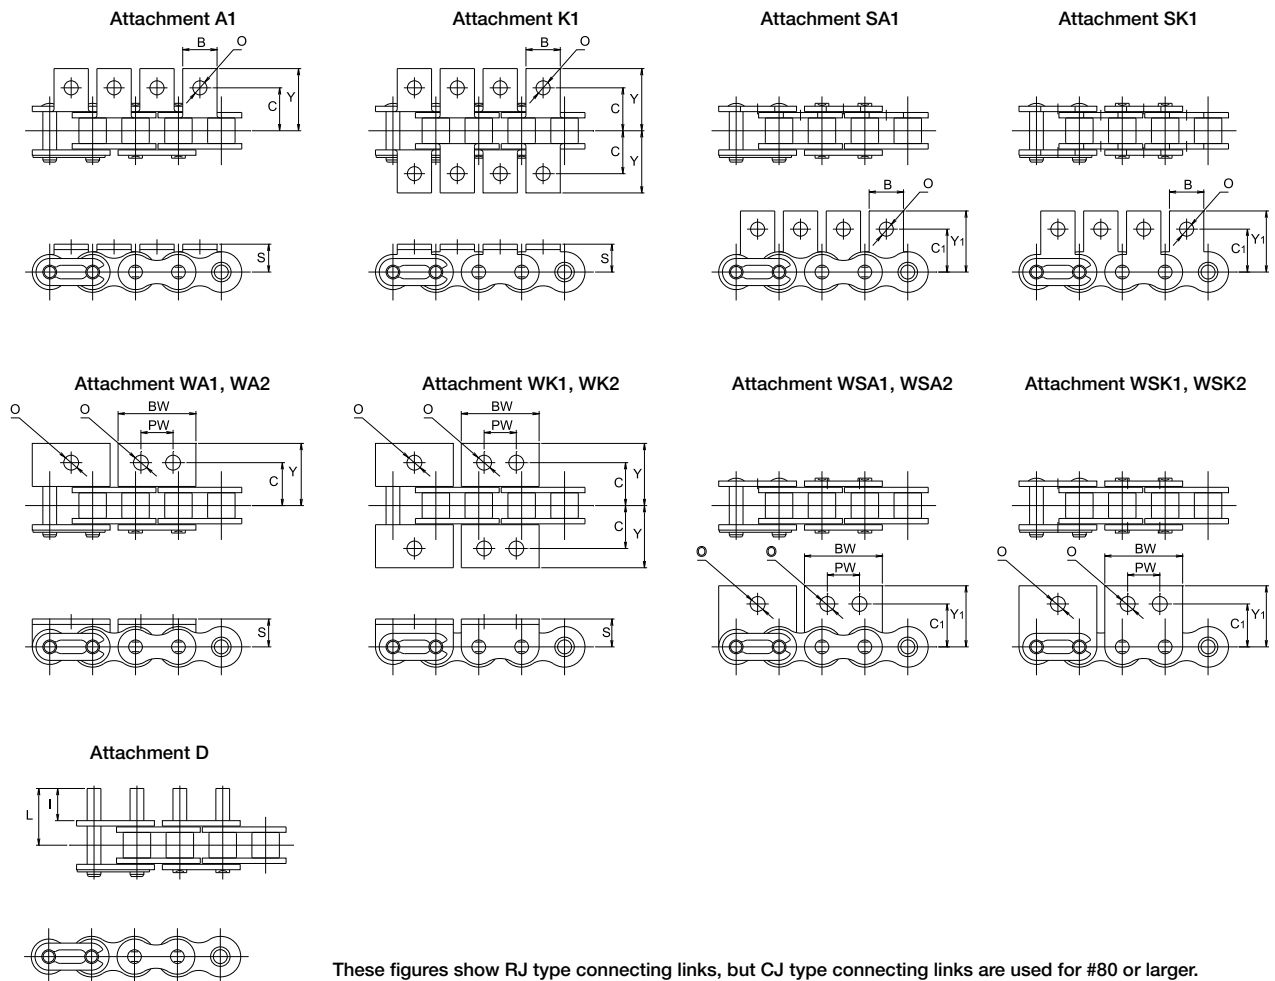 Attachment A1
Attachment K1
Attachment SA1
Attachment SK1
B
O
C
Y
S
B
O
C
Y
C
Y
S
B
O
C1
Y1
B
O
C1
Y1
Attachment WA1, WA2
Attachment WK1, WK2
Attachment WSA1, WSA2
Attachment WSK1, WSK2
O
O
BW
PW
C
Y
S
O
O
BW
PW
C
Y
C
Y
S
O
O
BW
PW
C1
Y1
O
O
BW
PW
C1
Y1
Attachment D
L
I
These figures show RJ type connecting links, but CJ type connecting links are used for #80 or larger.